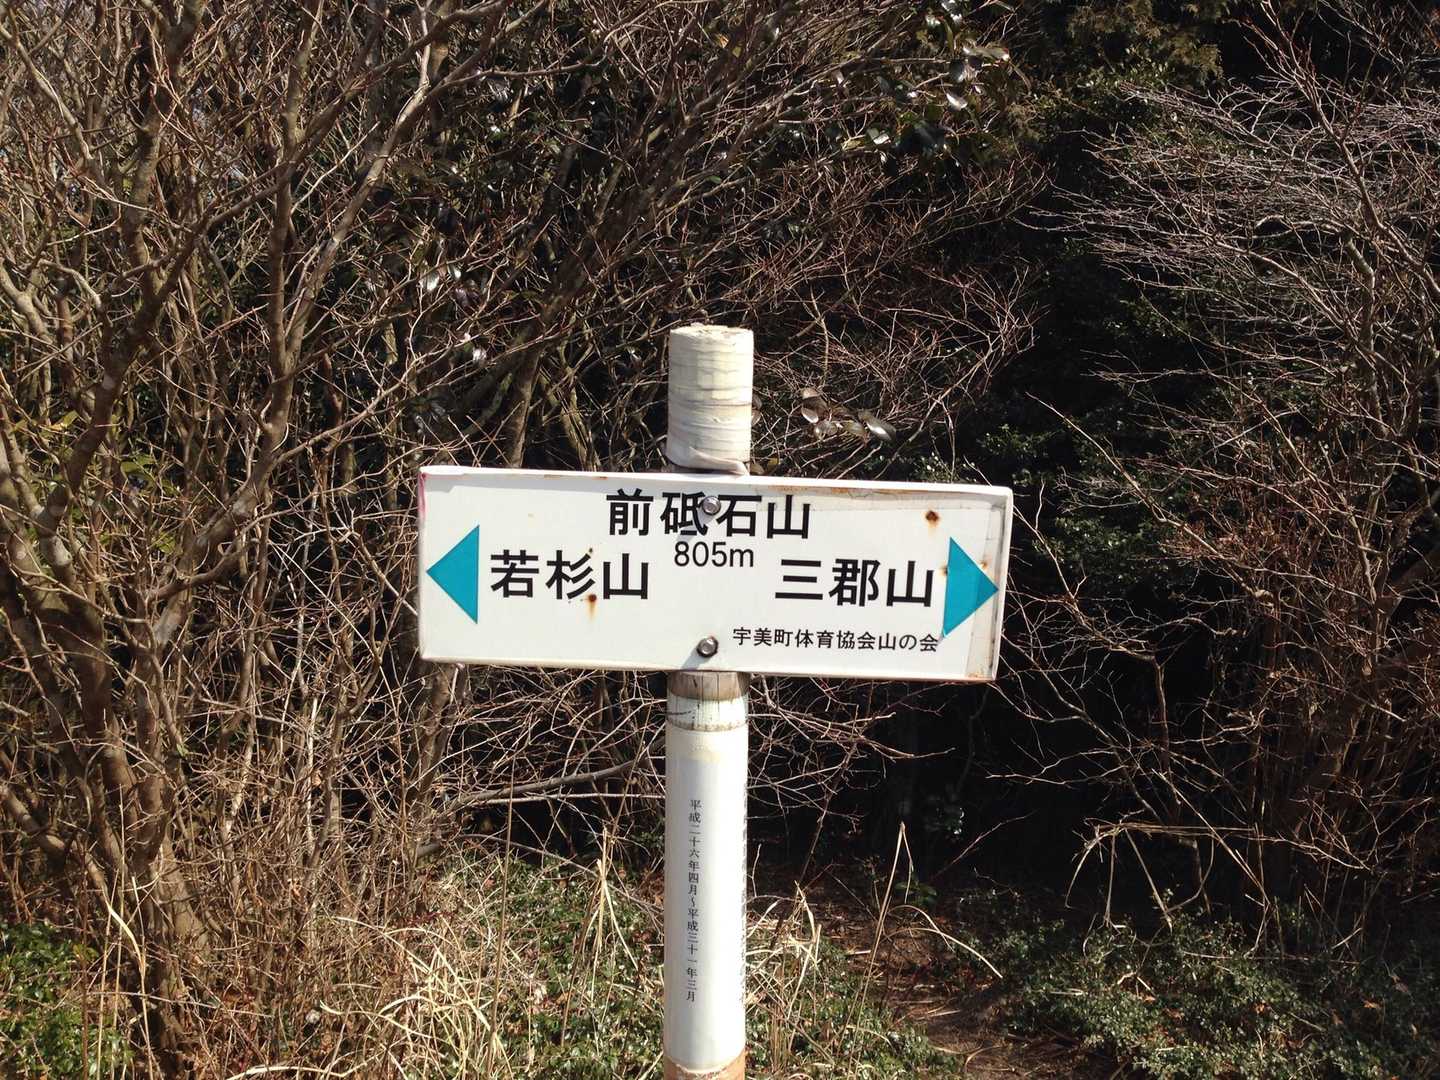 前砥石山
805m
若杉山
三郡山
宇美町体育協会山の会
平成二十六年四月～平成三十一年三月